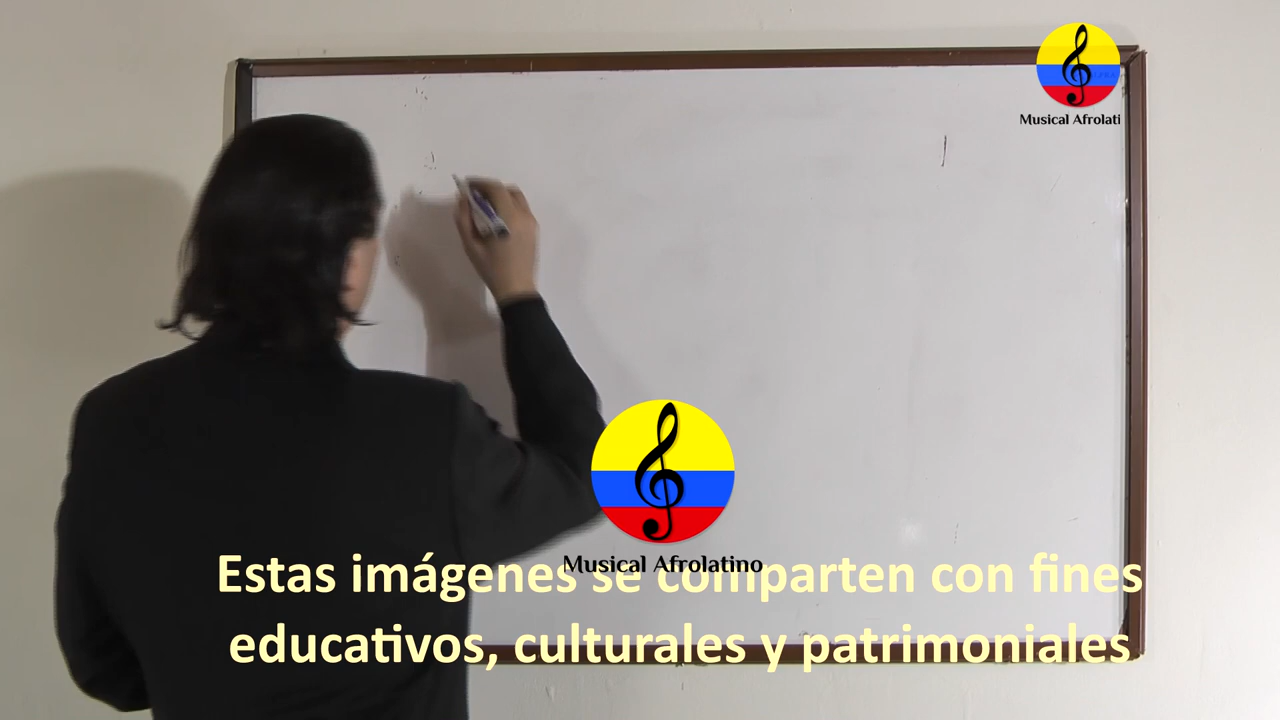 Musical Afrolati
Musical Afrolatino
Estas imágenes se comparten con fines
educativos, culturales y patrimoniales